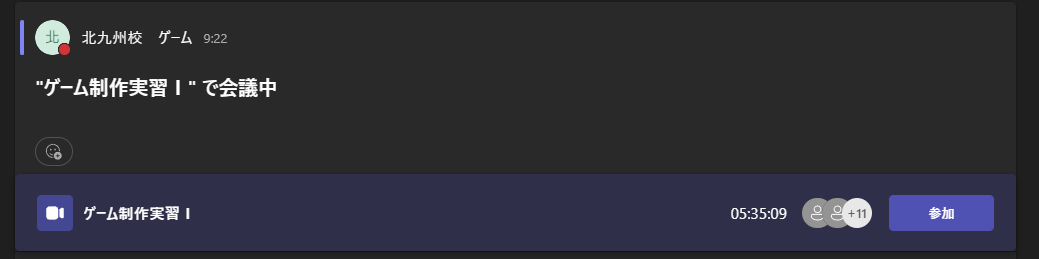 北
北九州校　ゲーム 9:22
"ゲーム制作実習Ⅰ" で会議中
ゲーム制作実習Ⅰ
05:35:09
+11
参加